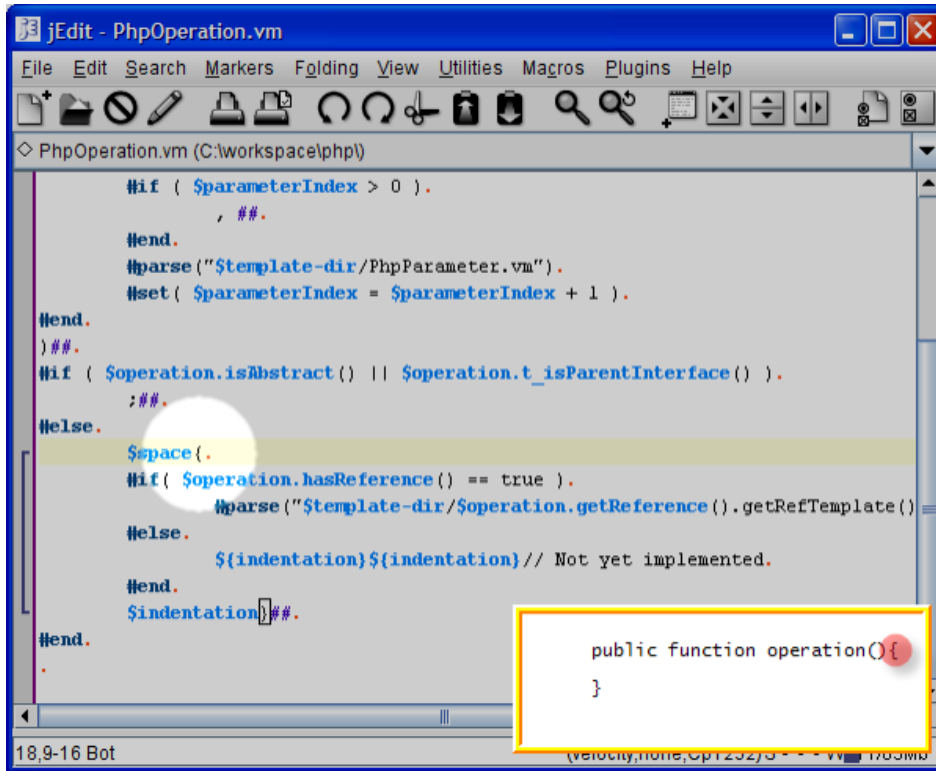 jEdit - PhpOperation.vm
File Edit Search Markers Folding View Utilities Macros Plugins Help
PhpOperation.vm (C:\workspace\php\)
#if ( $parameterIndex > 0 ).
, ##.
#end.
#parse("$template-dir/PhpParameter.vm").
#set( $parameterIndex = $parameterIndex + 1 ).
#end.
)##.
#if ( $operation.isAbstract() || $operation.t_isParentInterface() ).
;##.
#else.
$space{.
#if( $operation.hasReference() == true ).
#parse("$template-dir/$operation.getReference().getRefTemplate()
#else.
${indentation}${indentation}// Not yet implemented.
#end.
$indentation}##.
#end.
.
public function operation(){
}
18,9-16 Bot